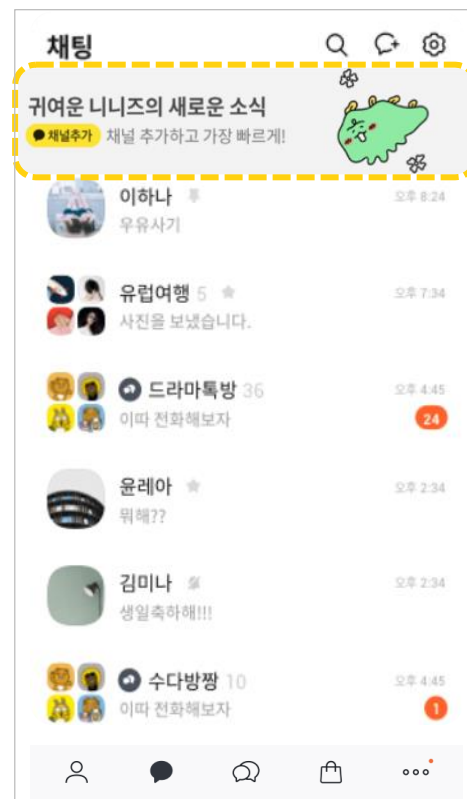 채팅
귀여운 니니즈의 새로운 소식
채널추가 채널 추가하고 가장 빠르게!
이하나 오후 8:24
우유사기
유럽여행 5 오후 7:34
사진을 보냈습니다.
드라마톡방 36 오후 4:45
이따 전화해보자 24
윤레아 오후 2:34
뭐해??
김미나 오후 2:34
생일축하해!!!
수다방짱 10 오후 4:45
이따 전화해보자 1